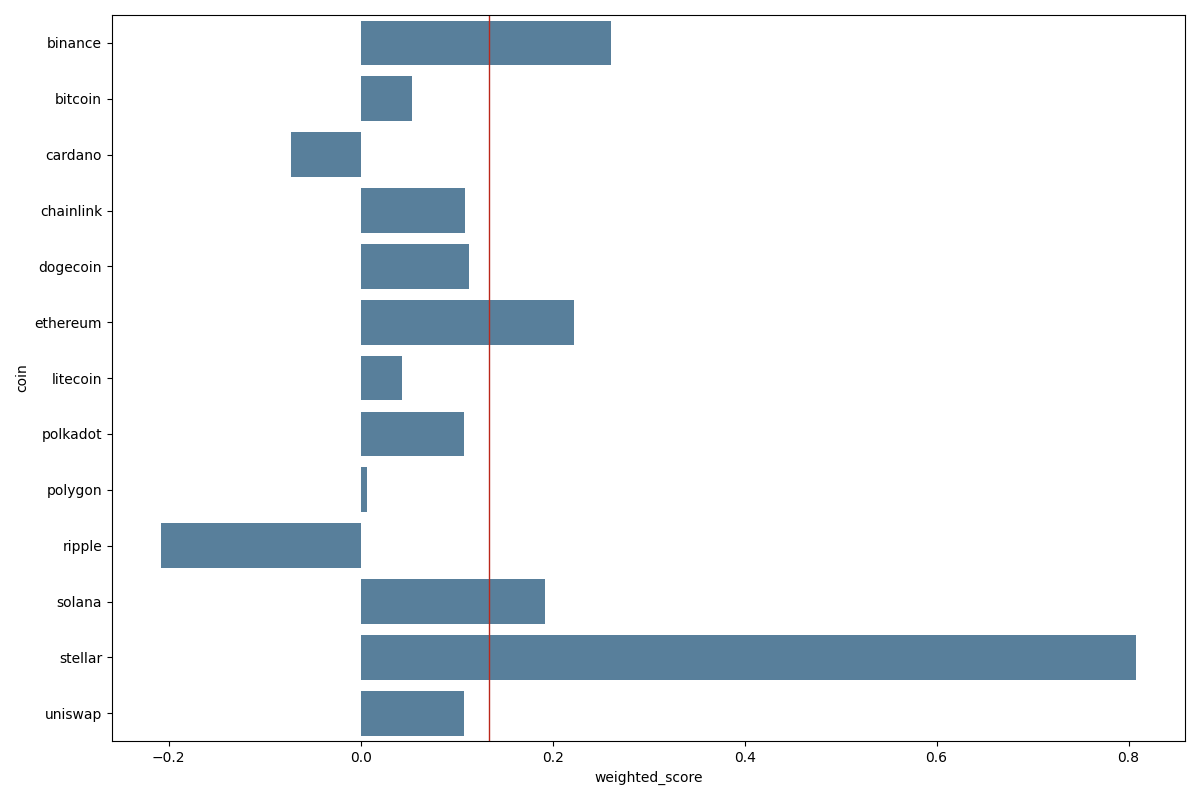 binance
bitcoin
cardano
chainlink
dogecoin
ethereum
litecoin
polkadot
polygon
ripple
solana
stellar
uniswap
coin
−0.2 0.0 0.2 0.4 0.6 0.8
weighted_score